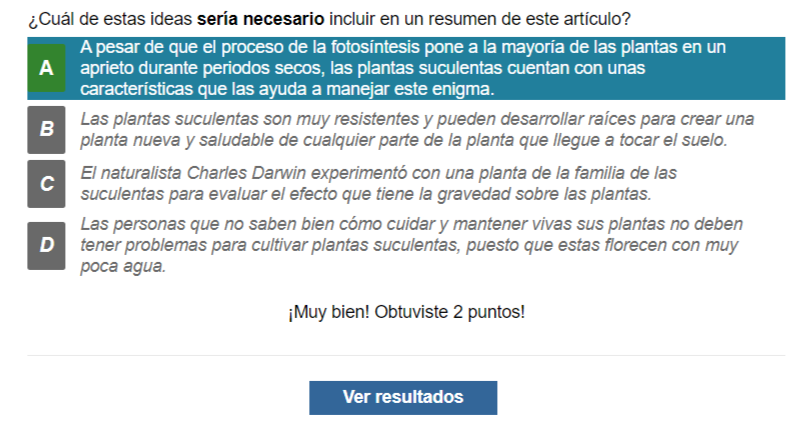 ¿Cuál de estas ideas sería necesario incluir en un resumen de este artículo?
A
A pesar de que el proceso de la fotosíntesis pone a la mayoría de las plantas en un
aprieto durante periodos secos, las plantas suculentas cuentan con unas
características que las ayuda a manejar este enigma.
B
Las plantas suculentas son muy resistentes y pueden desarrollar raíces para crear una
planta nueva y saludable de cualquier parte de la planta que llegue a tocar el suelo.
C
El naturalista Charles Darwin experimentó con una planta de la familia de las
suculentas para evaluar el efecto que tiene la gravedad sobre las plantas.
D
Las personas que no saben bien cómo cuidar y mantener vivas sus plantas no deben
tener problemas para cultivar plantas suculentas, puesto que estas florecen con muy
poca agua.
¡Muy bien! Obtuviste 2 puntos!
Ver resultados